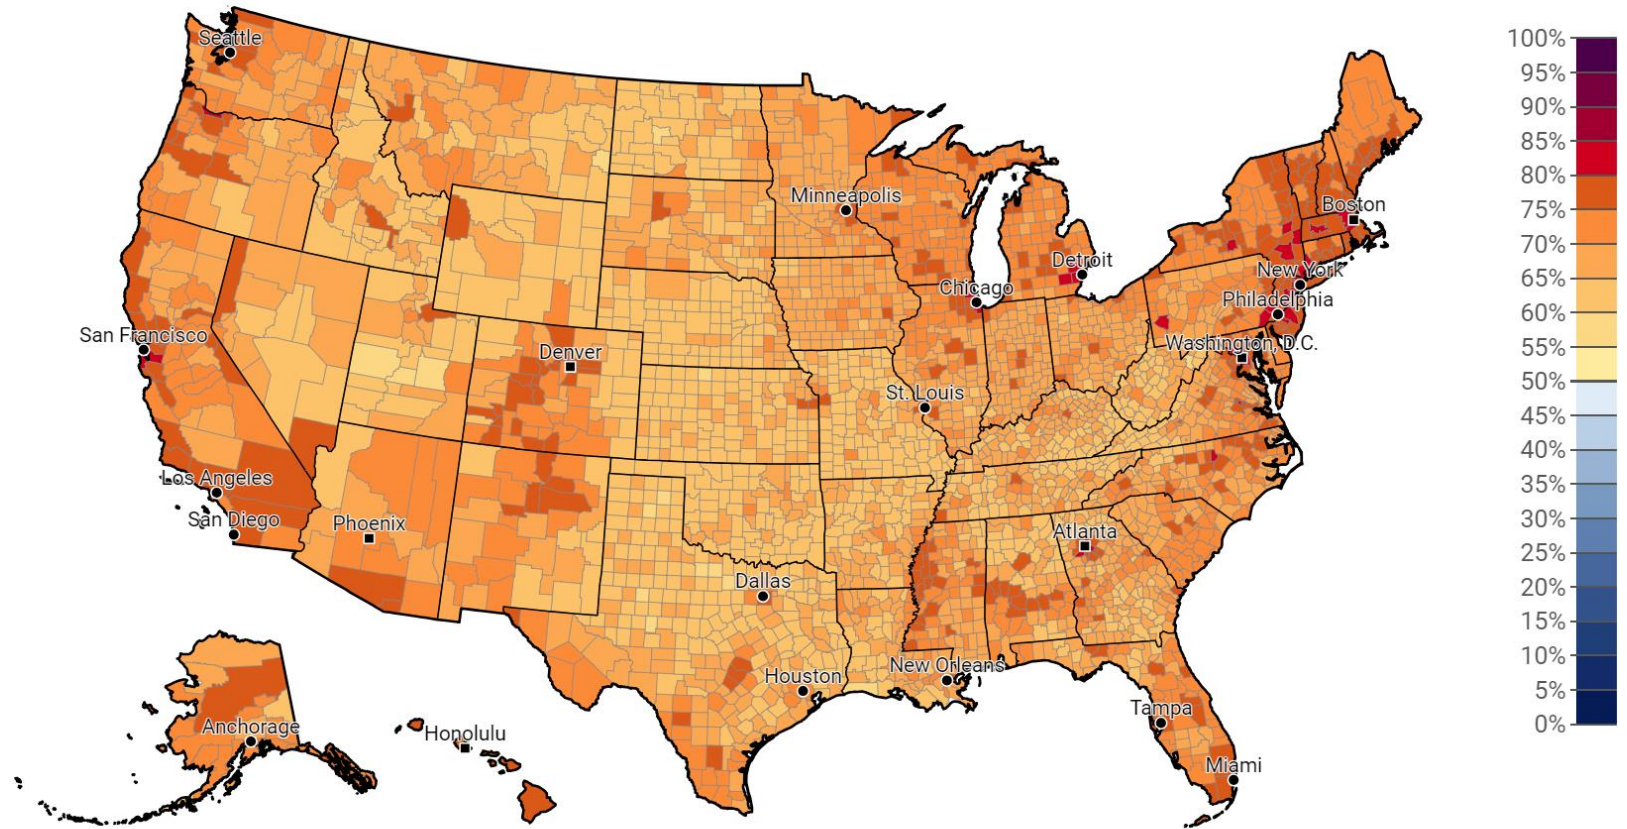 Seattle
Minneapolis
Boston
Detroit
Chicago
New York
Philadelphia
San Francisco
Denver
Washington, D.C.
St. Louis
Los Angeles
San Diego
Phoenix
Atlanta
Dallas
New Orleans
Houston
Tampa
Anchorage
Honolulu
Miami
100%
95%
90%
85%
80%
75%
70%
65%
60%
55%
50%
45%
40%
35%
30%
25%
20%
15%
10%
5%
0%